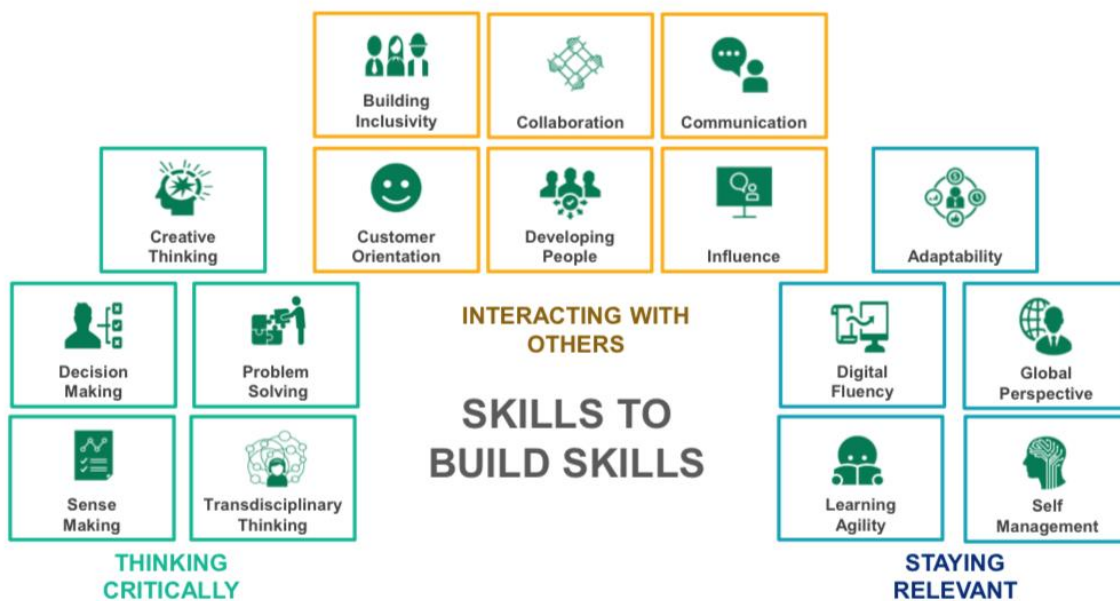 Building
Inclusivity
Collaboration
Communication
Creative
Thinking
Customer
Orientation
Developing
People
Influence
Adaptability
Decision
Making
Problem
Solving
INTERACTING WITH
OTHERS
Digital
Fluency
Global
Perspective
SKILLS TO
BUILD SKILLS
Sense
Making
Transdisciplinary
Thinking
Learning
Agility
Self
Management
THINKING
CRITICALLY
STAYING
RELEVANT